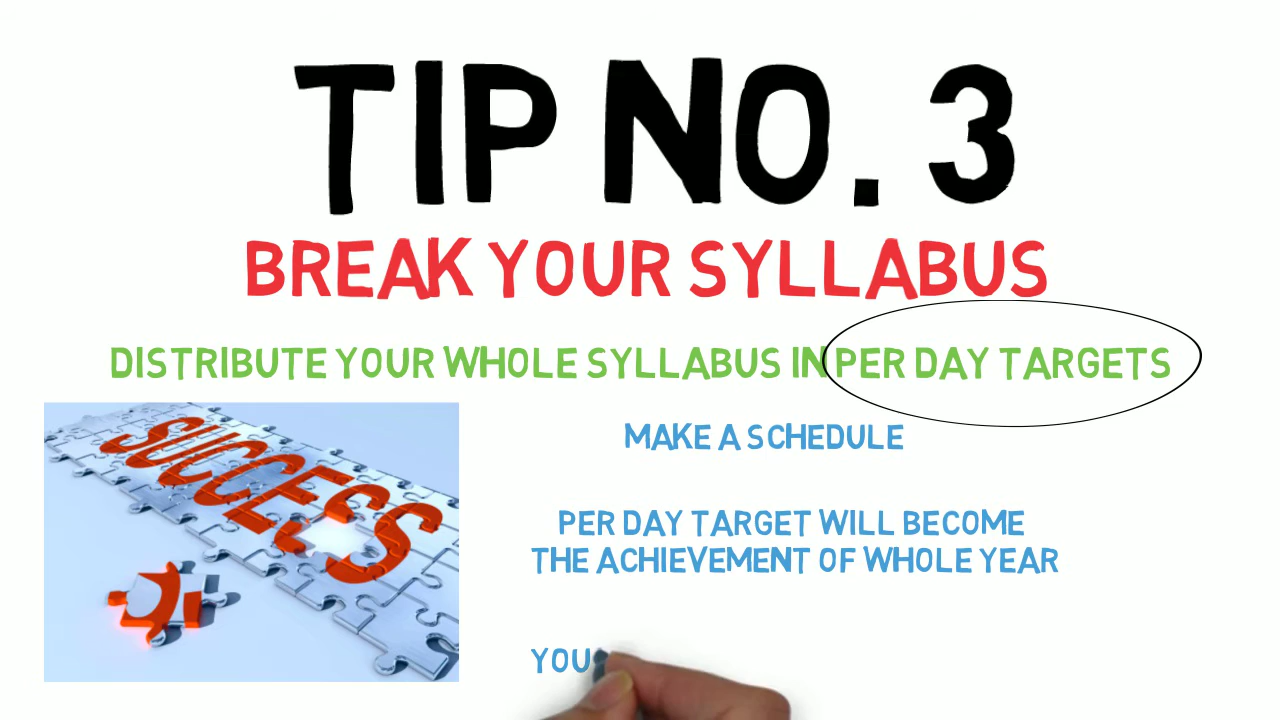 TIP NO. 3
BREAK YOUR SYLLABUS
DISTRIBUTE YOUR WHOLE SYLLABUS IN PER DAY TARGETS
SUCCESS
MAKE A SCHEDULE
PER DAY TARGET WILL BECOME
THE ACHIEVEMENT OF WHOLE YEAR
YOU